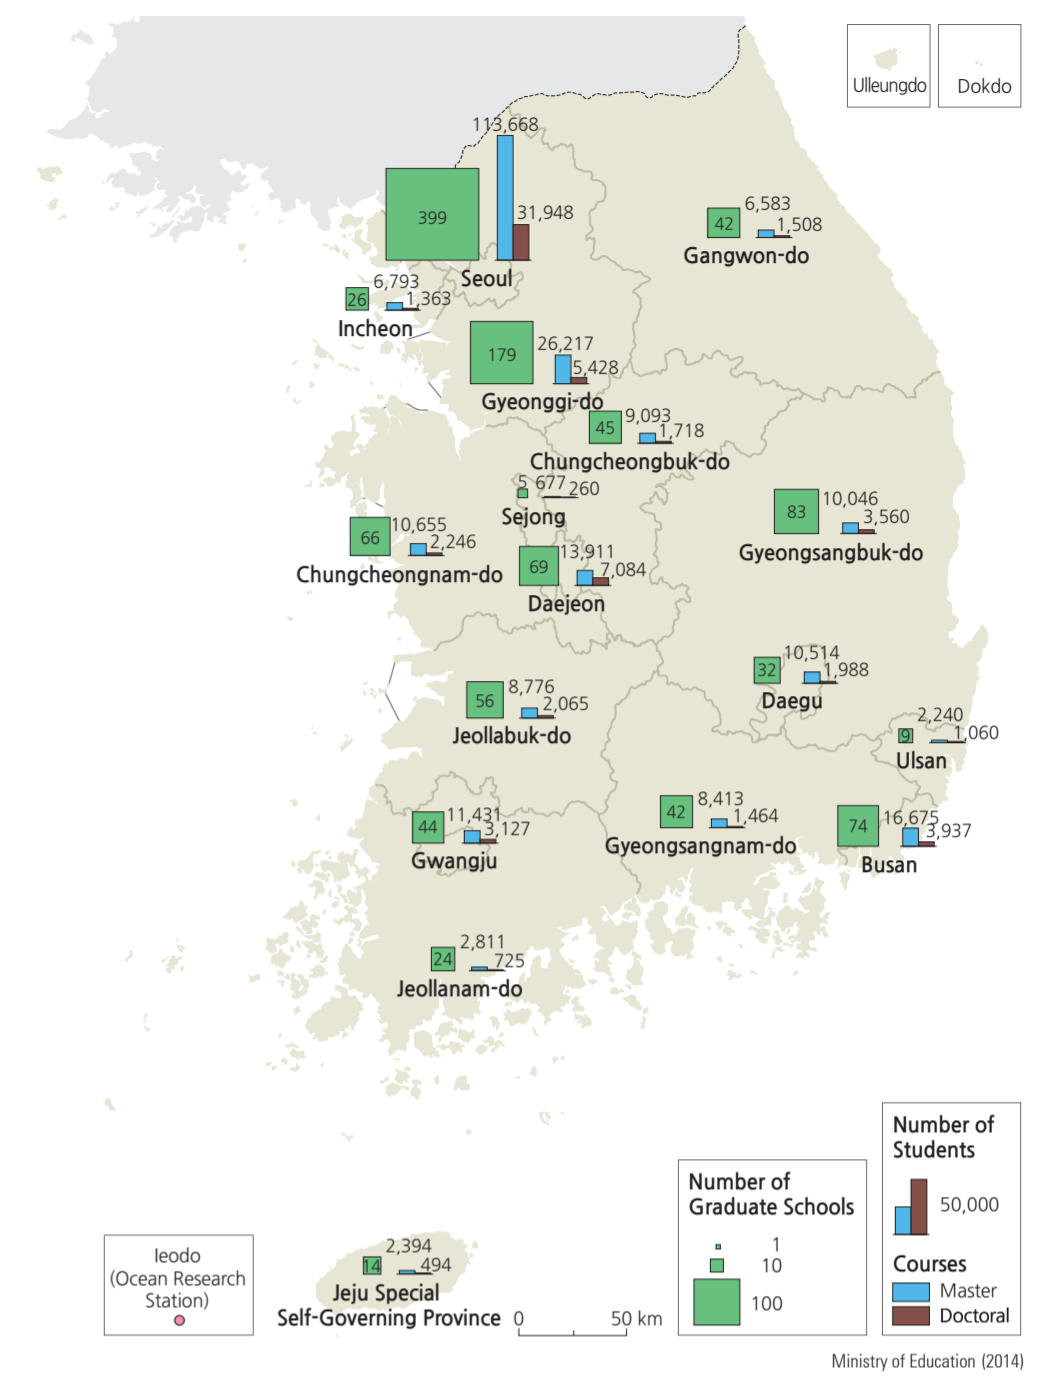 Ulleungdo
Dokdo
113,668
399
31,948
Seoul
6,583
42
1,508
Gangwon-do
6,793
26
1,363
Incheon
179
26,217
5,428
Gyeonggi-do
9,093
45
1,718
Chungcheongbuk-do
5 677 260
Sejong
83
10,046
3,560
Gyeongsangbuk-do
66
10,655
2,246
Chungcheongnam-do
69
13,911
7,084
Daejeon
32
10,514
1,988
Daegu
56
8,776
2,065
Jeollabuk-do
2,240
9
1,060
Ulsan
44
11,431
3,127
Gwangju
42
8,413
1,464
Gyeongsangnam-do
74
16,675
3,937
Busan
24
2,811
725
Jeollanam-do
2,394
14
494
Jeju Special
Self-Governing Province
Ieodo
(Ocean Research
Station)
0 50 km
Number of
Graduate Schools
1
10
100
Number of
Students
50,000
Courses
Master
Doctoral
Ministry of Education (2014)